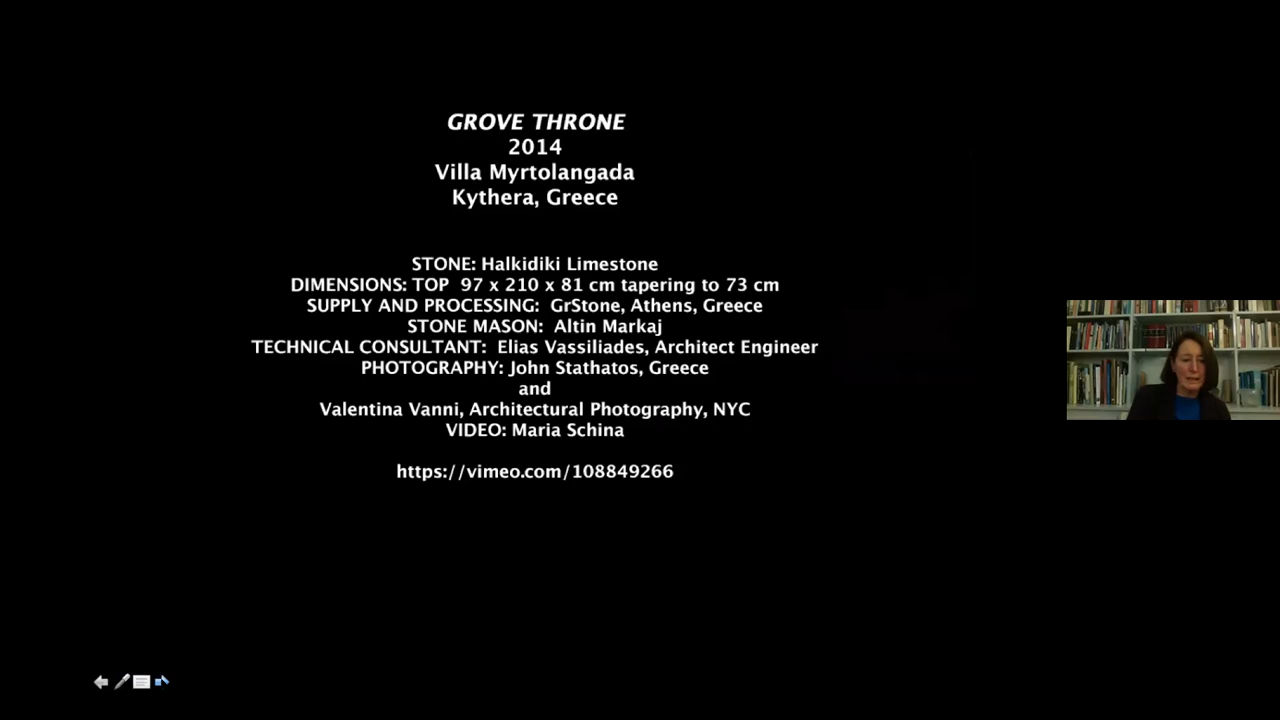 GROVE THRONE
2014
Villa Myrtolangada
Kythera, Greece
STONE: Halkidiki Limestone
DIMENSIONS: TOP 97 x 210 x 81 cm tapering to 73 cm
SUPPLY AND PROCESSING: GrStone, Athens, Greece
STONE MASON: Altin Markaj
TECHNICAL CONSULTANT: Elias Vassiliades, Architect Engineer
PHOTOGRAPHY: John Stathatos, Greece
and
Valentina Vanni, Architectural Photography, NYC
VIDEO: Maria Schina
https://vimeo.com/108849266